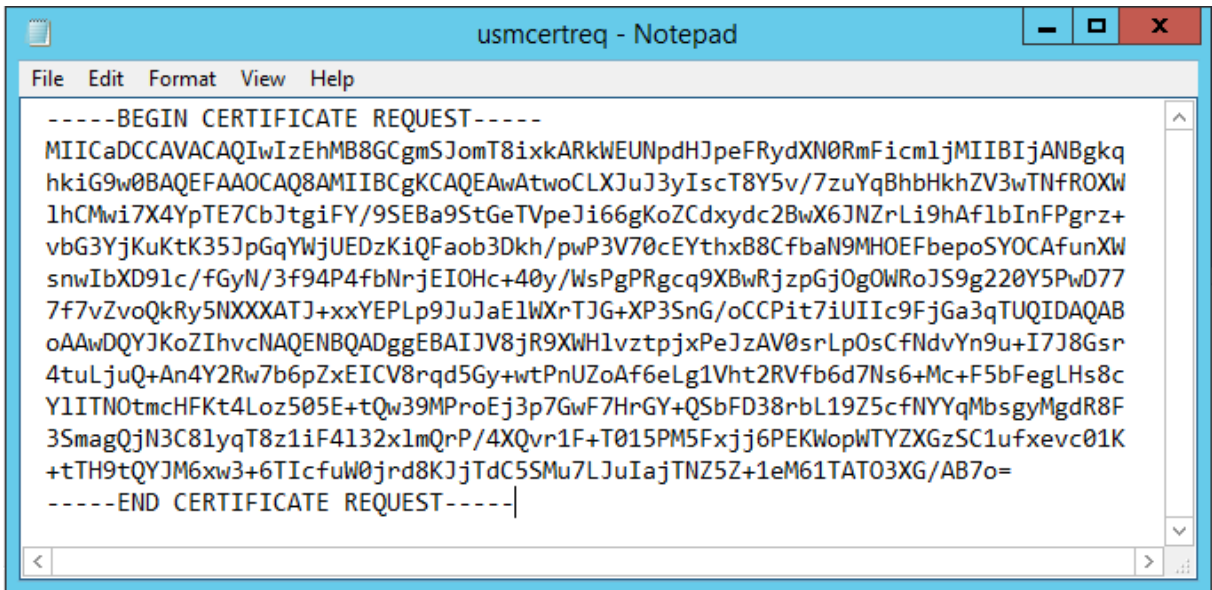 usmcertreq - Notepad
File Edit Format View Help
-----BEGIN CERTIFICATE REQUEST-----
MIICaDCCAVACAQIwIzEhMB8GCgmSJomT8ixkARkWEUNpdHJpeFRydXN0RmFicmljMIIBIjANBgkq
hkiG9w0BAQEFAAOCAQ8AMIIBCgKCAQEAwAtwoCLXJuJ3yIscT8Y5v/7zuYqBhbHkhZV3wTNfROXW
lhCMwi7X4YpTE7CbJtgiFY/9SEBa9StGeTVpeJi66gKoZCdxydc2BwX6JNZrLi9hAflbInFPgrz+
vbG3YjKuKtK35JpGqYWjUEDzKiQFaob3Dkh/pwP3V70cEYthxB8CfbaN9MHOEFbepoSYOCAfunXW
snwIbXD9lc/fGyN/3f94P4fbNrjEIOHc+40y/WsPgPRgcq9XBwRjzpGjOgOWRoJS9g220Y5PwD77
7f7vZvoQkRy5NXXXATJ+xxYEPLp9JuJaElWXrTJG+XP3SnG/oCCPit7iUIIc9FjGa3qTUQIDAQAB
oAAwDQYJKoZIhvcNAQENBQADggEBAIJV8jR9XWHlvztpjxPeJzAV0srLpOsCfNdvYn9u+I7J8Gsr
4tuLjuQ+An4Y2Rw7b6pZxEICV8rqd5Gy+wtPnUZoAf6eLg1Vht2RVfb6d7Ns6+Mc+F5bFegLHs8c
YlITNOtmcHFKt4Loz505E+tQw39MProEj3p7GwF7HrGY+QSbFD38rbL19Z5cfNYYqMbsgyMgdR8F
3SmagQjN3C8lyqT8z1iF4l32xlmQrP/4XQvr1F+T015PM5Fxjj6PEKWopWTYZXGzSC1ufxevc01K
+tTH9tQYJM6xw3+6TIcfuW0jrd8KJjTdC5SMu7LJuIajTNZ5Z+1eM61TATO3XG/AB7o=
-----END CERTIFICATE REQUEST-----